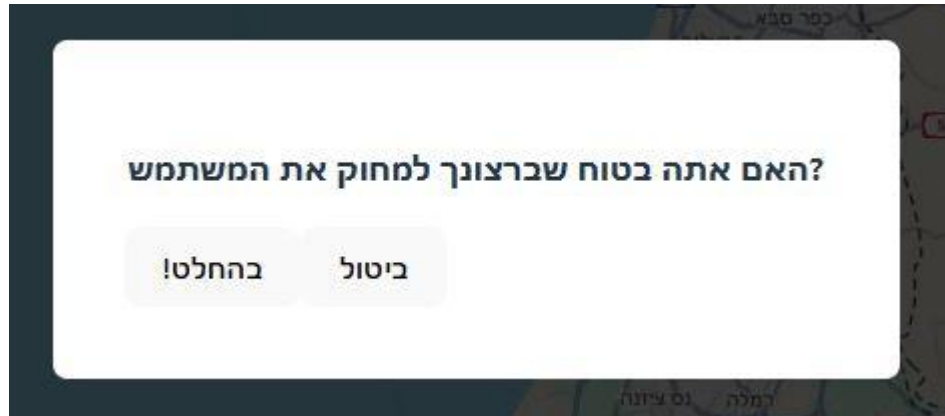 כפר סבא
האם אתה בטוח שברצונך למחוק את המשתמש?
בהחלט! ביטול
רמלה נס ציונה